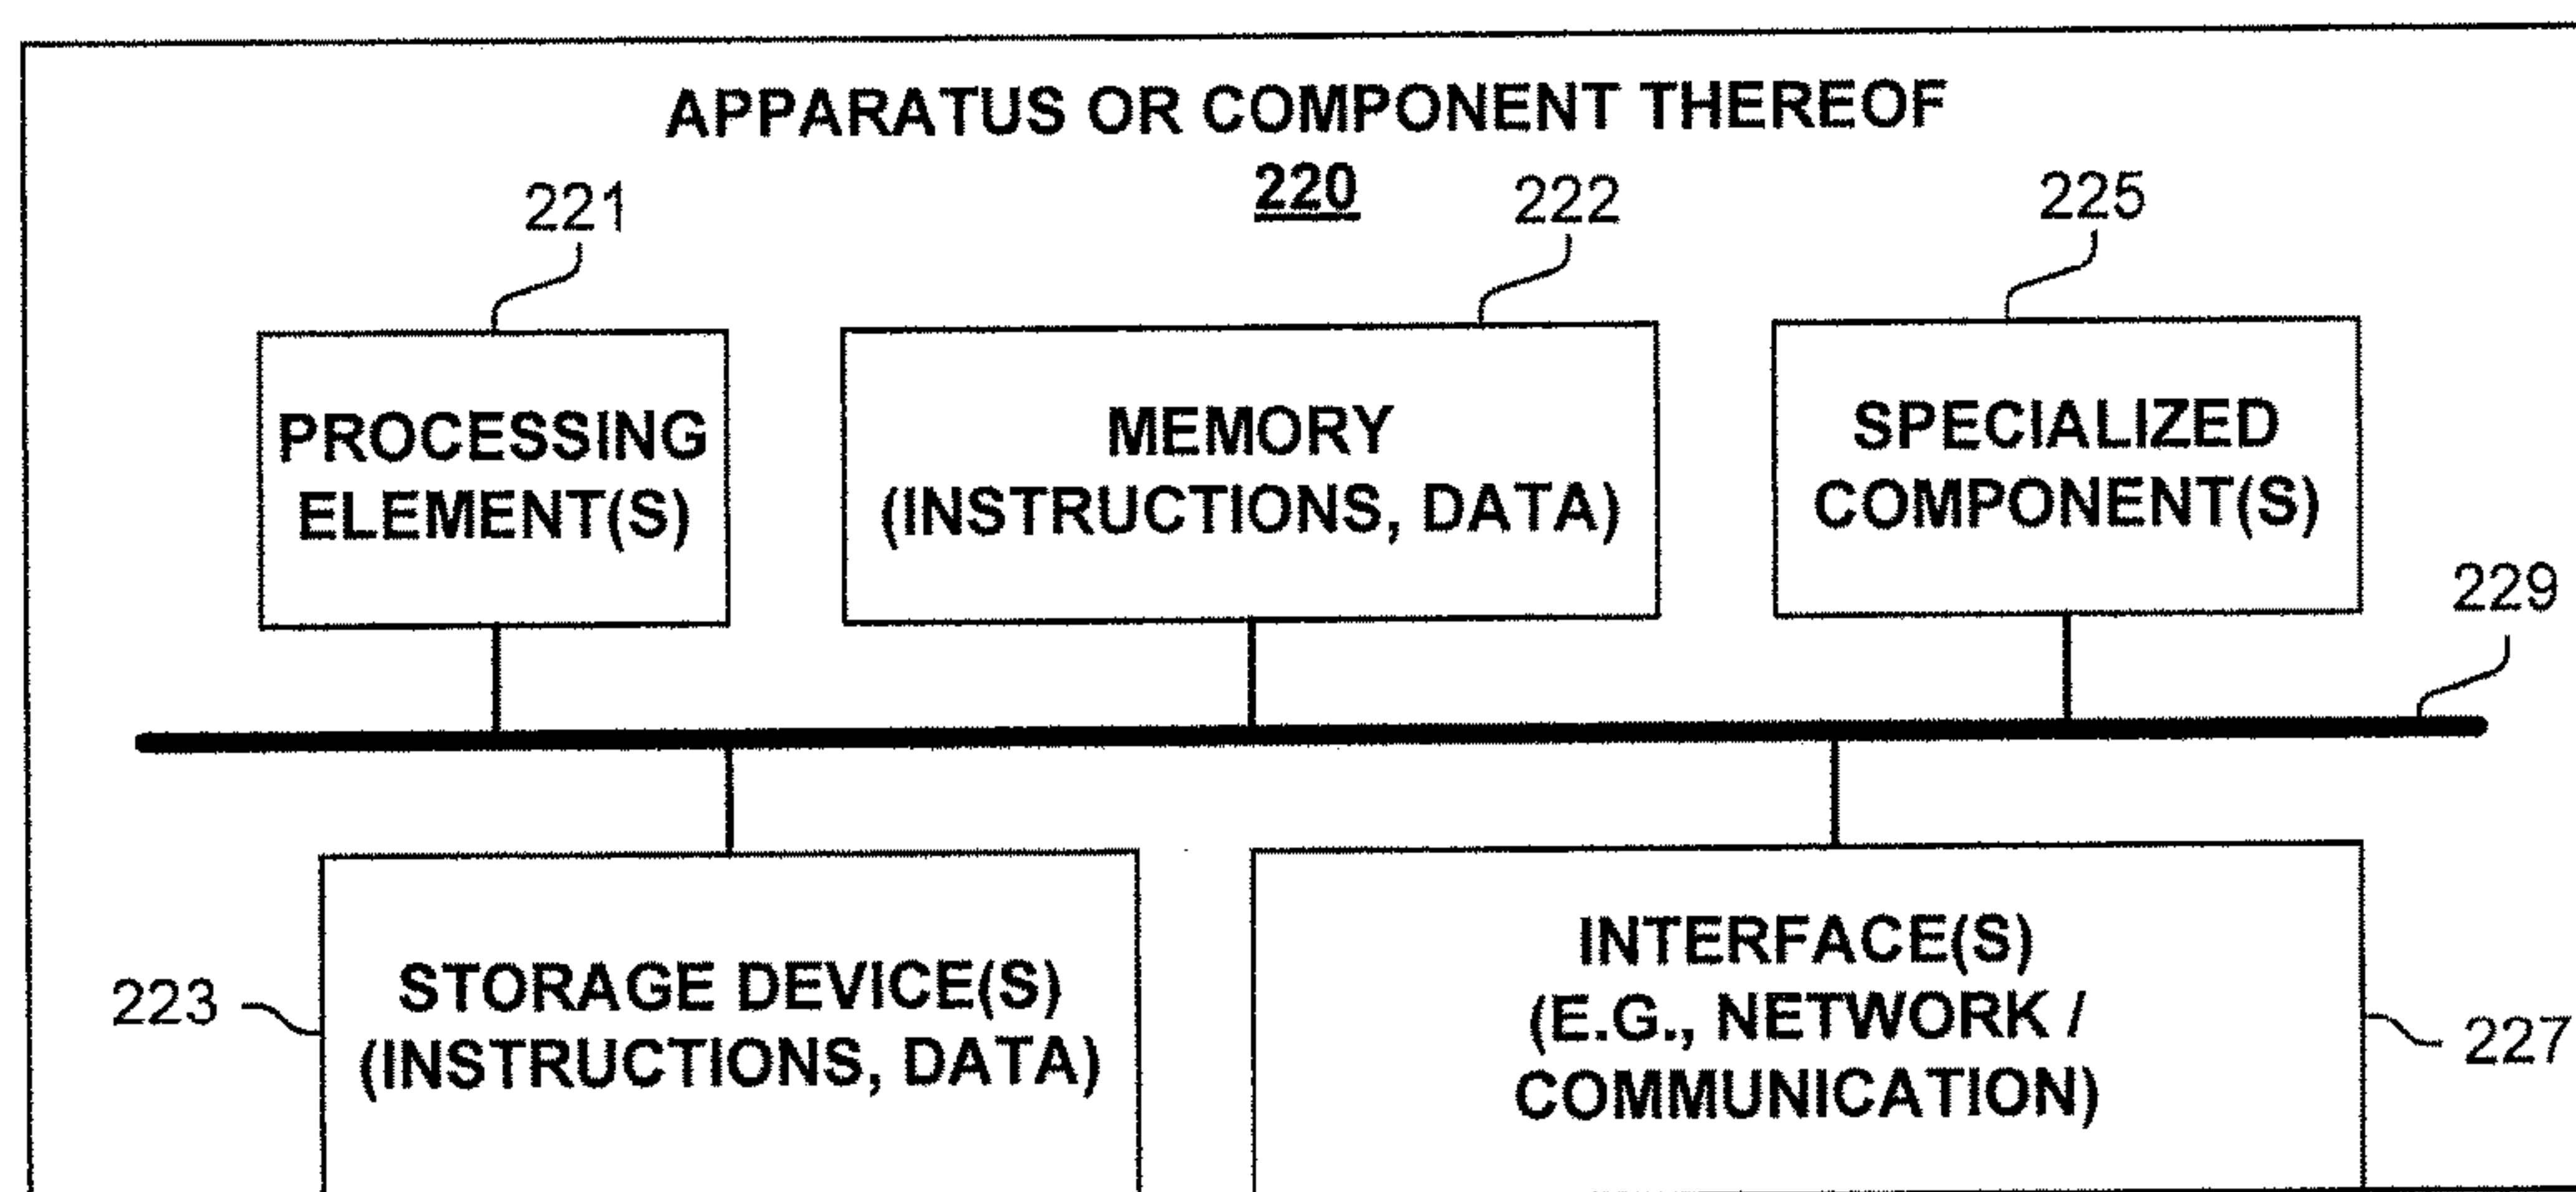 APPARATUS OR COMPONENT THEREOF
220
221
222
225
PROCESSING
ELEMENT(S)
MEMORY
(INSTRUCTIONS, DATA)
SPECIALIZED
COMPONENT(S)
229
223
STORAGE DEVICE(S)
(INSTRUCTIONS, DATA)
INTERFACE(S)
(E.G., NETWORK /
COMMUNICATION)
227